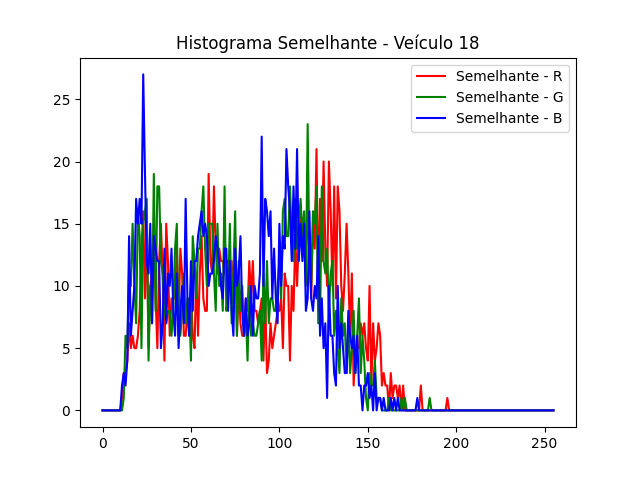 Histograma Semelhante - Veículo 18
Semelhante - R
Semelhante - G
Semelhante - B
25
20
15
10
5
0
0 50 100 150 200 250